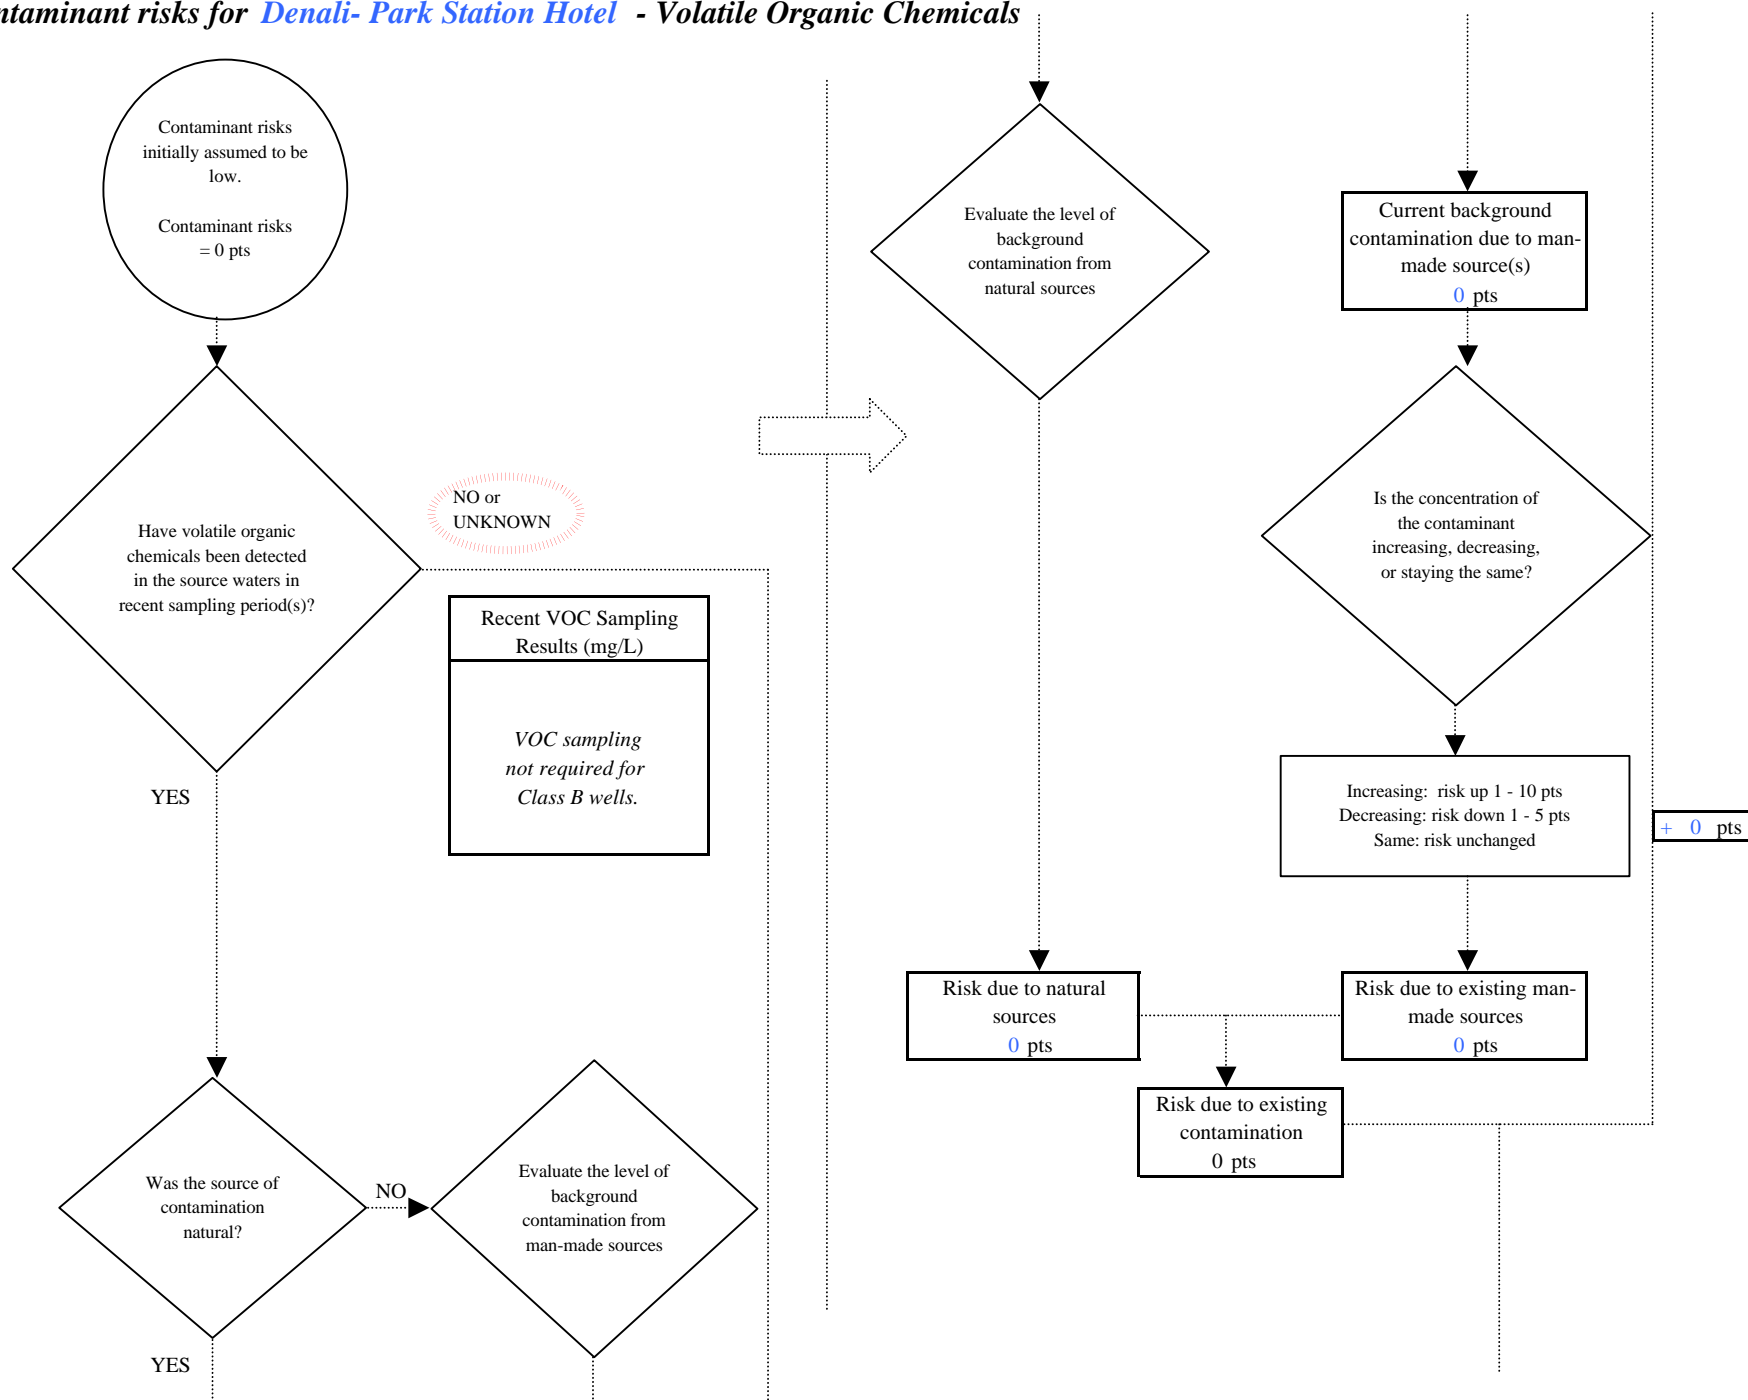 ntaminant risks for Denali- Park Station Hotel - Volatile Organic Chemicals
Contaminant risks
initially assumed to be
low.
Contaminant risks
= 0 pts
Have volatile organic
chemicals been detected
in the source waters in
recent sampling period(s)?
NO or
UNKNOWN
Recent VOC Sampling
Results (mg/L)
VOC sampling
not required for
Class B wells.
YES
Was the source of
contamination
natural?
NO
Evaluate the level of
background
contamination from
man-made sources
YES
Evaluate the level of
background
contamination from
natural sources
Current background
contamination due to man-
made source(s)
0 pts
Is the concentration of
the contaminant
increasing, decreasing,
or staying the same?
Increasing: risk up 1 - 10 pts
Decreasing: risk down 1 - 5 pts
Same: risk unchanged
+ 0 pts
Risk due to natural
sources
0 pts
Risk due to existing man-
made sources
0 pts
Risk due to existing
contamination
0 pts